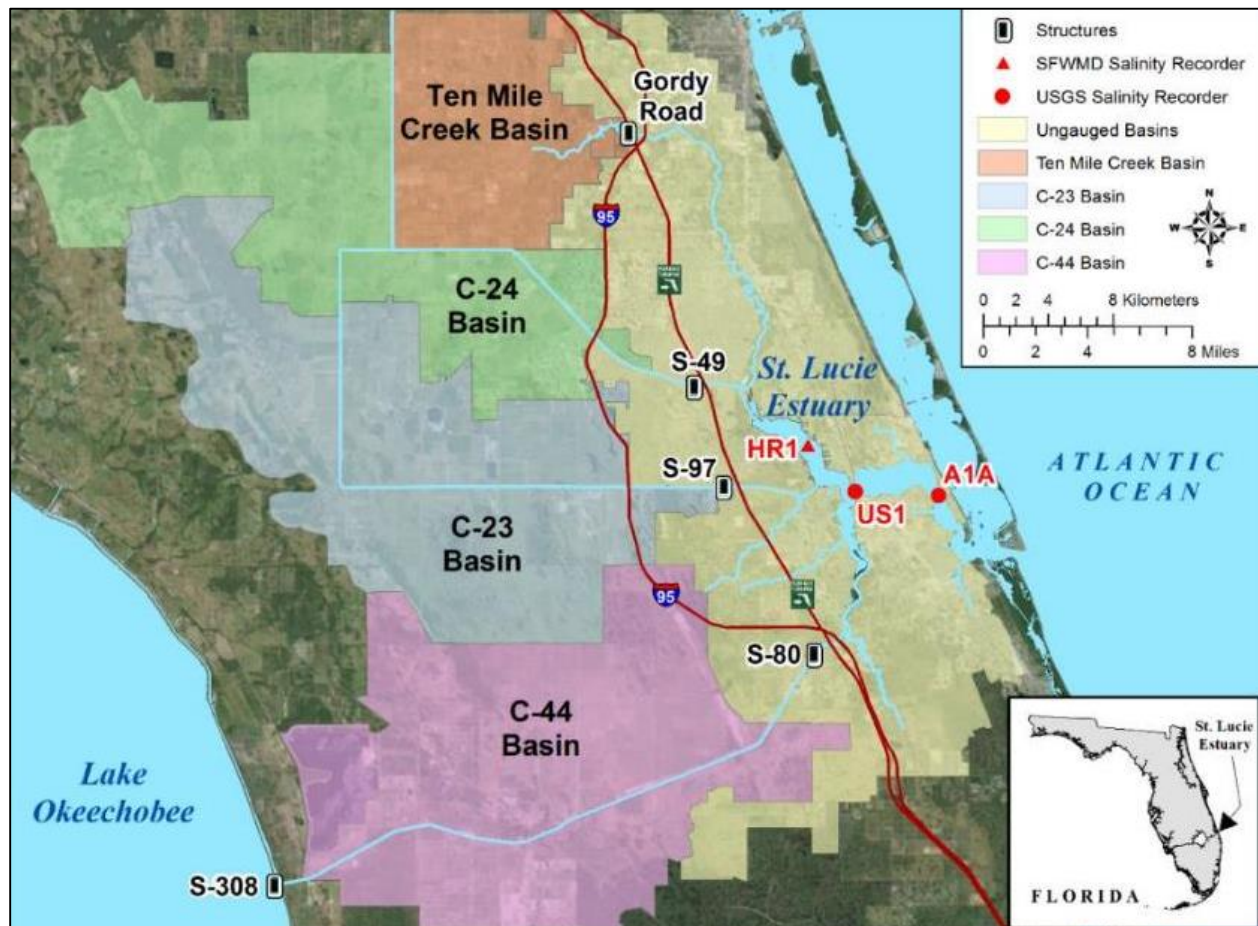 Structures
SFWMD Salinity Recorder
USGS Salinity Recorder
Ungauged Basins
Ten Mile Creek Basin
C-23 Basin
C-24 Basin
C-44 Basin
N
W E
S
0 2 4 8 Kilometers
0 2 4 8 Miles
Ten Mile
Creek Basin
Gordy
Road
95
C-24
Basin
S-49
St. Lucie
Estuary
HR1
S-97
A1A
US1
ATLANTIC
OCEAN
C-23
Basin
95
S-80
C-44
Basin
Lake
Okeechobee
S-308
St. Lucie
Estuary
FLORIDA